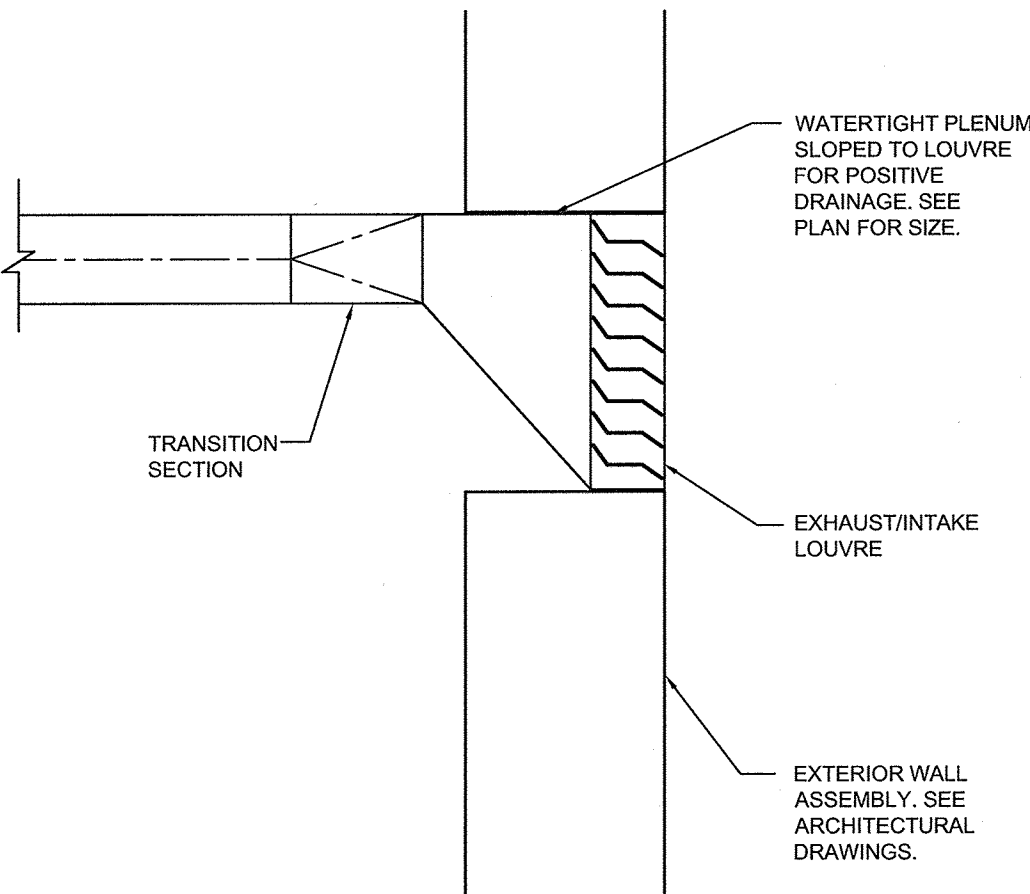 WATERTIGHT PLENUM
SLOPED TO LOUVRE
FOR POSITIVE
DRAINAGE. SEE
PLAN FOR SIZE.
TRANSITION
SECTION
EXHAUST/INTAKE
LOUVRE
EXTERIOR WALL
ASSEMBLY. SEE
ARCHITECTURAL
DRAWINGS.